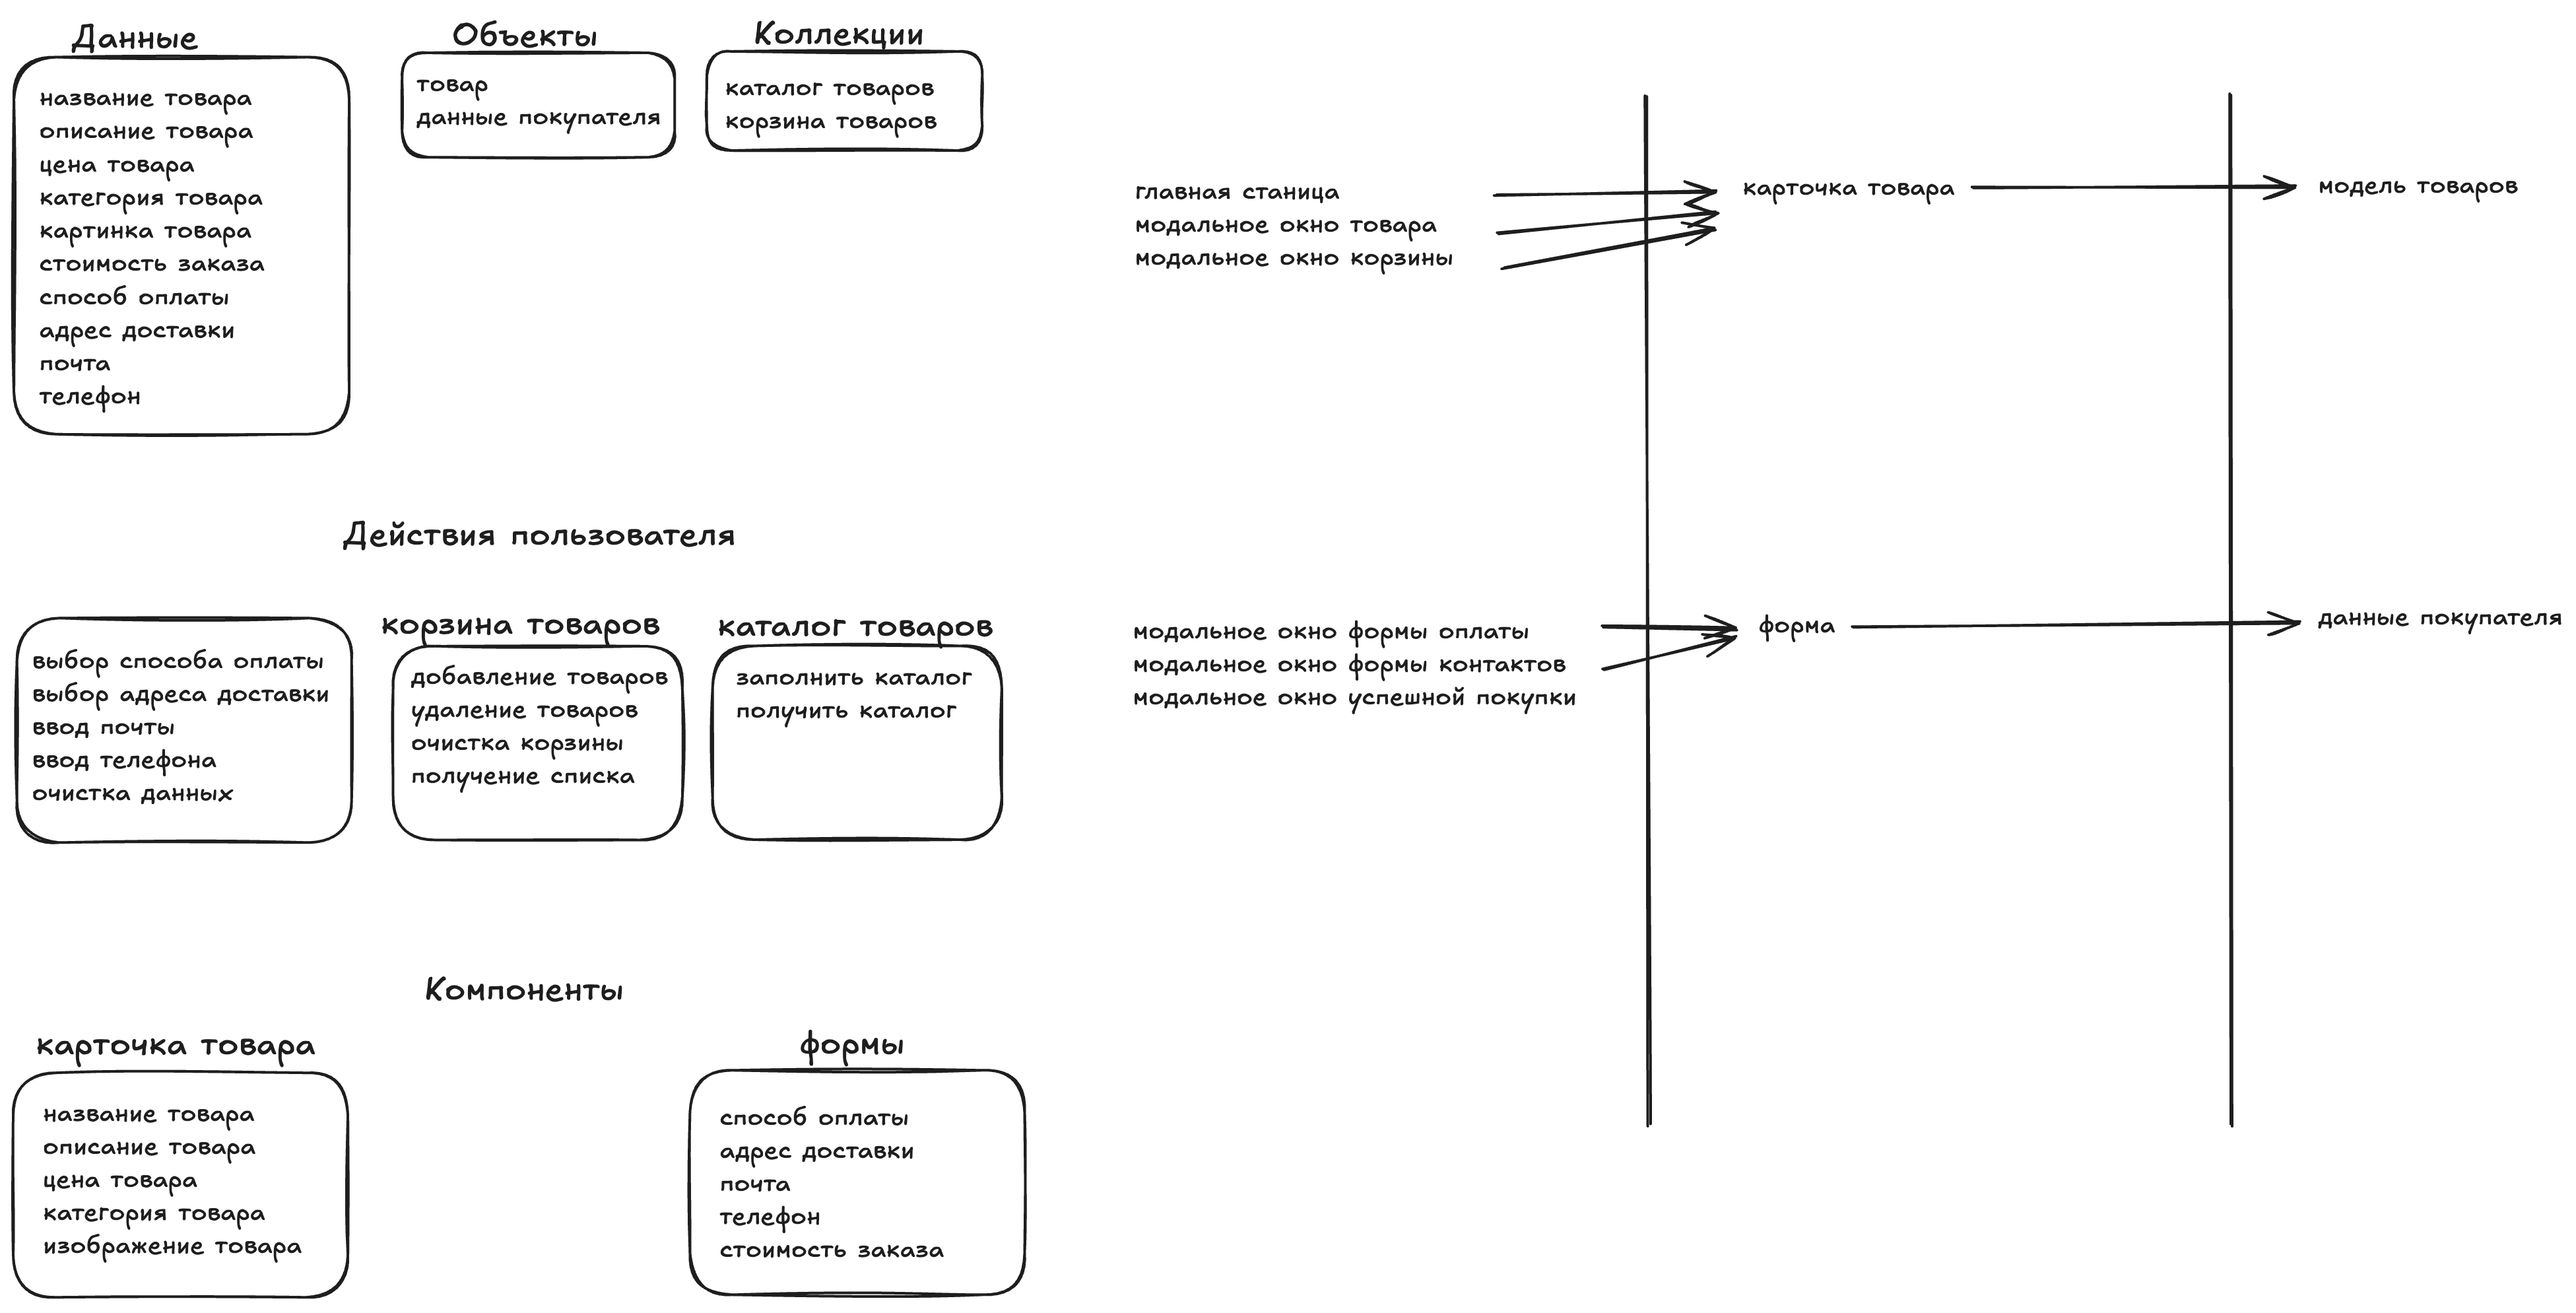 Данные
название товара
описание товара
цена товара
категория товара
картинка товара
стоимость заказа
способ оплаты
адрес доставки
почта
телефон
Объекты
товар
данные покупателя
Коллекции
каталог товаров
корзина товаров
Действия пользователя
выбор способа оплаты
выбор адреса доставки
ввод почты
ввод телефона
очистка данных
корзина товаров
добавление товаров
удаление товаров
очистка корзины
получение списка
каталог товаров
заполнить каталог
получить каталог
Компоненты
карточка товара
название товара
описание товара
цена товара
категория товара
изображение товара
формы
способ оплаты
адрес доставки
почта
телефон
стоимость заказа
главная станица
модальное окно товара
модальное окно корзины
карточка товара
модель товаров
модальное окно формы оплаты
модальное окно формы контактов
модальное окно успешной покупки
форма
данные покупателя